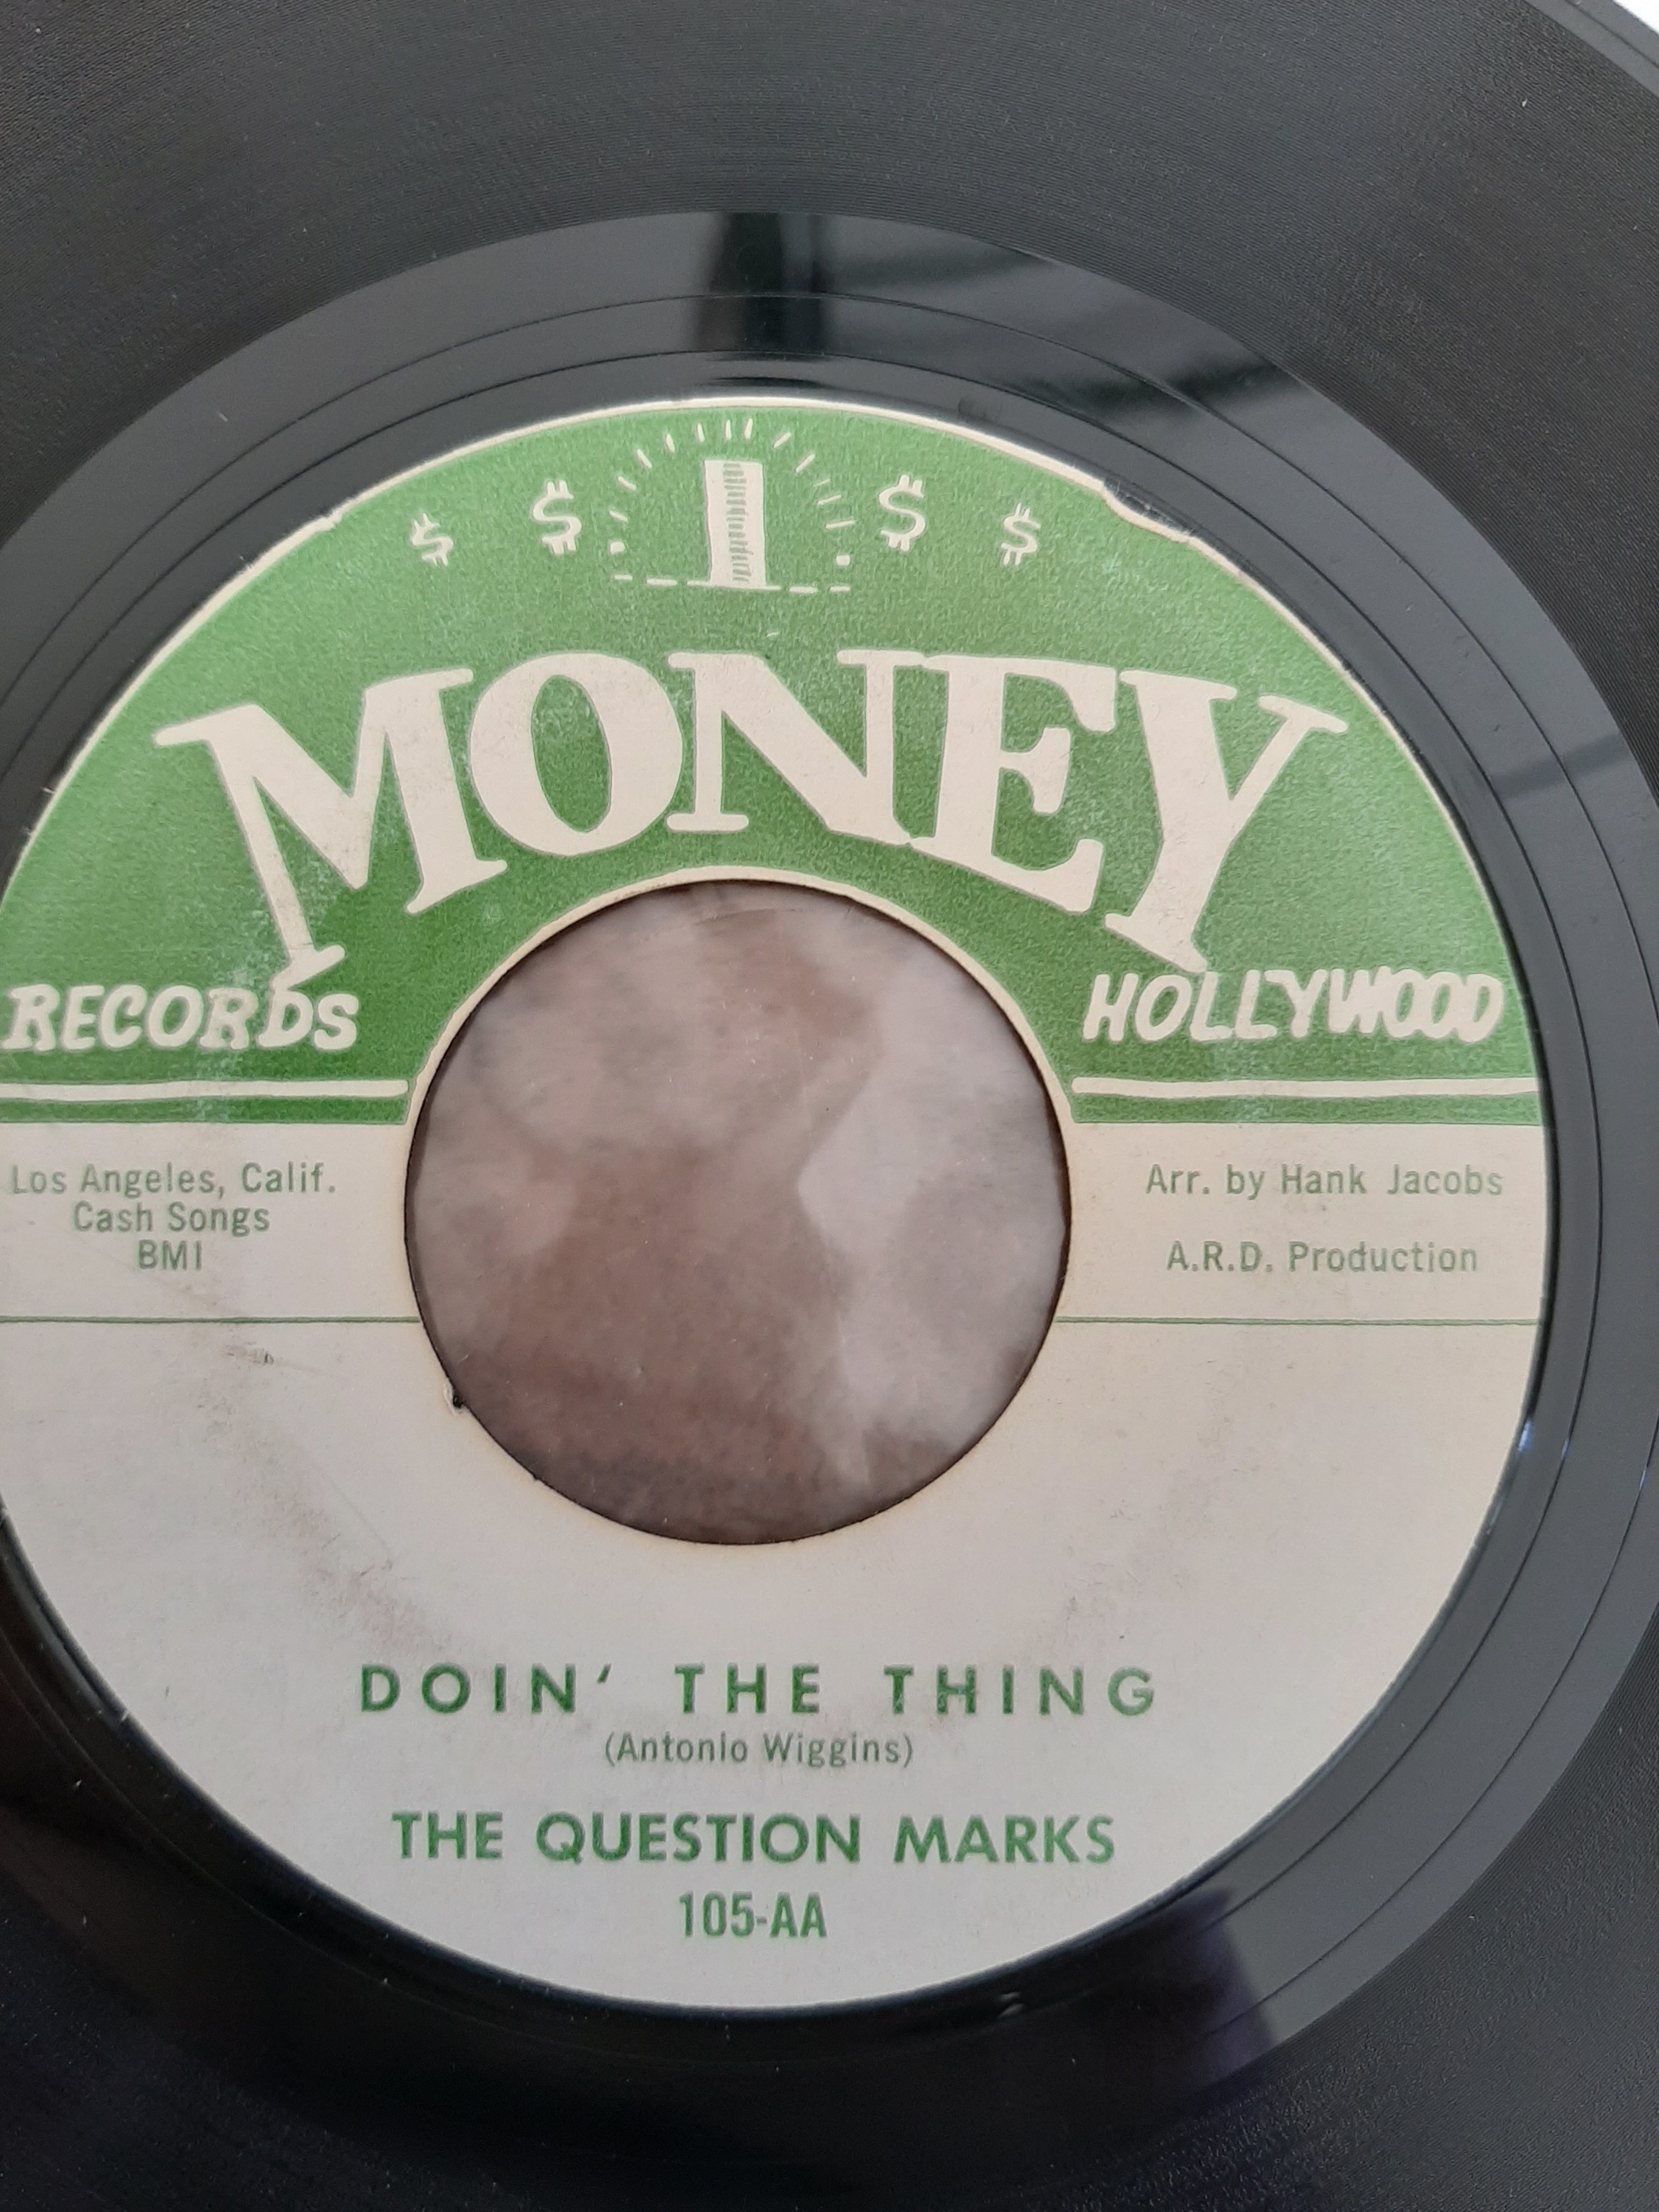 $ $ 1 $ $
MONEY
RECORDS
HOLLYWOOD
Los Angeles, Calif.
Cash Songs
BMI
Arr. by Hank Jacobs
A.R.D. Production
DOIN' THE THING
(Antonio Wiggins)
THE QUESTION MARKS
105-AA